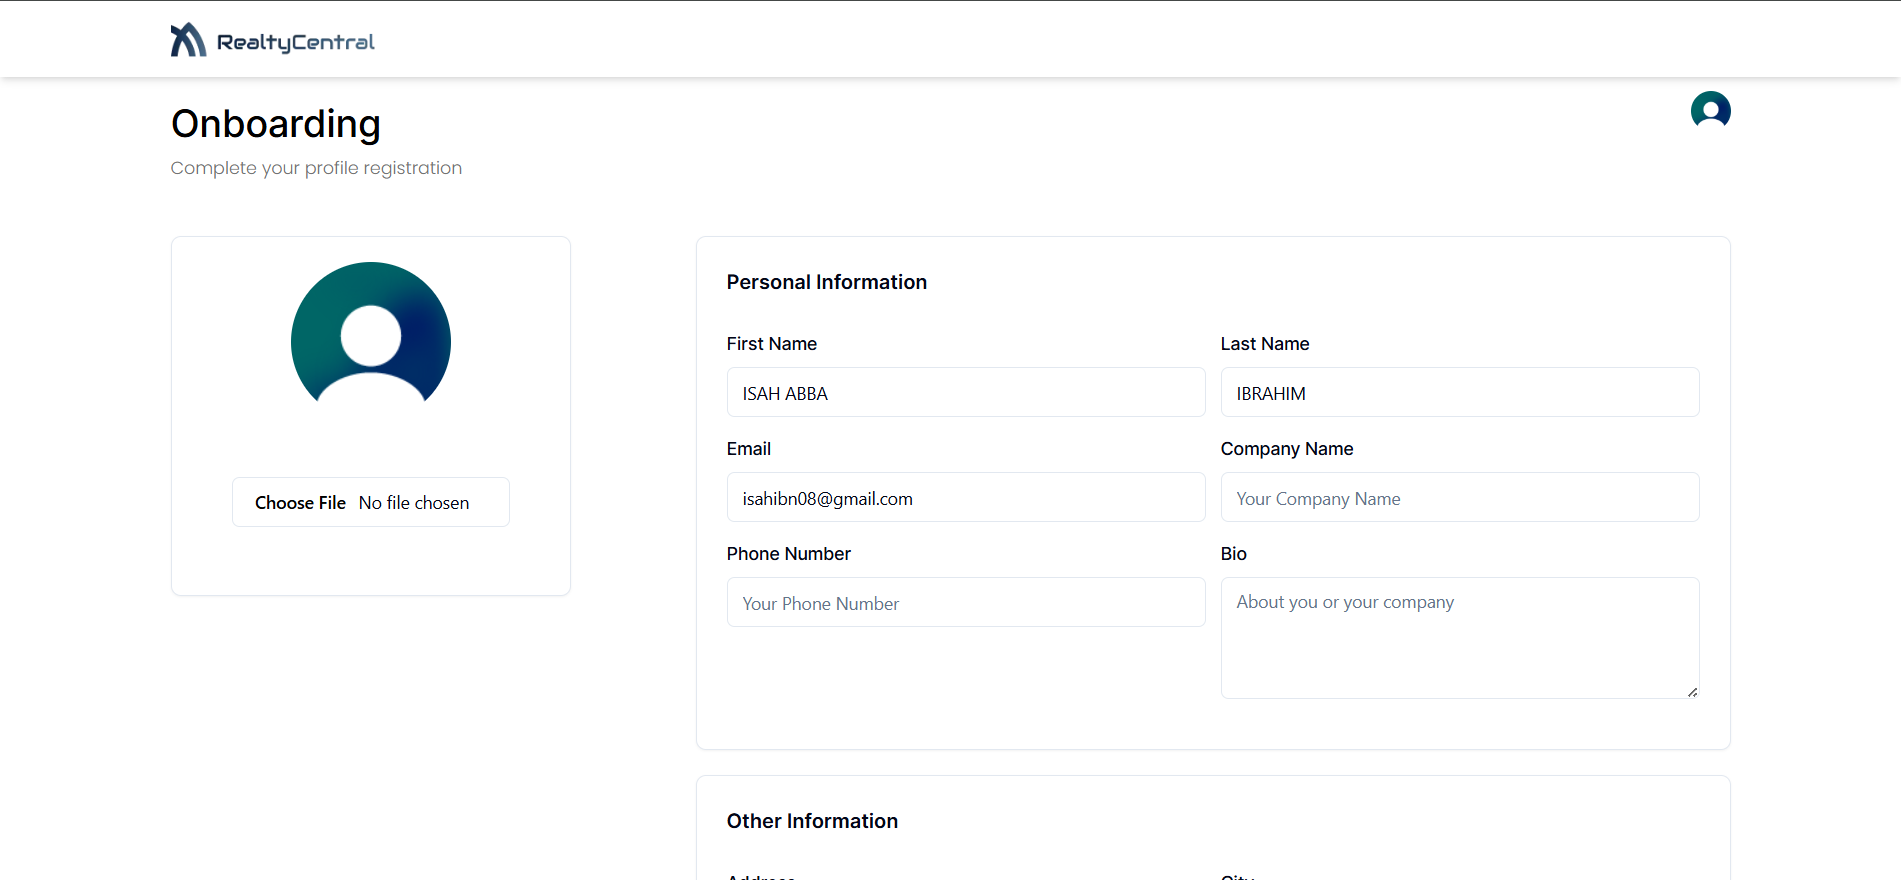 RealtyCentral
Onboarding
Complete your profile registration
Choose File No file chosen
Personal Information
First Name
Last Name
ISAH ABBA
IBRAHIM
Email
Company Name
isahibn08@gmail.com
Your Company Name
Phone Number
Bio
Your Phone Number
About you or your company
Other Information
Address
City